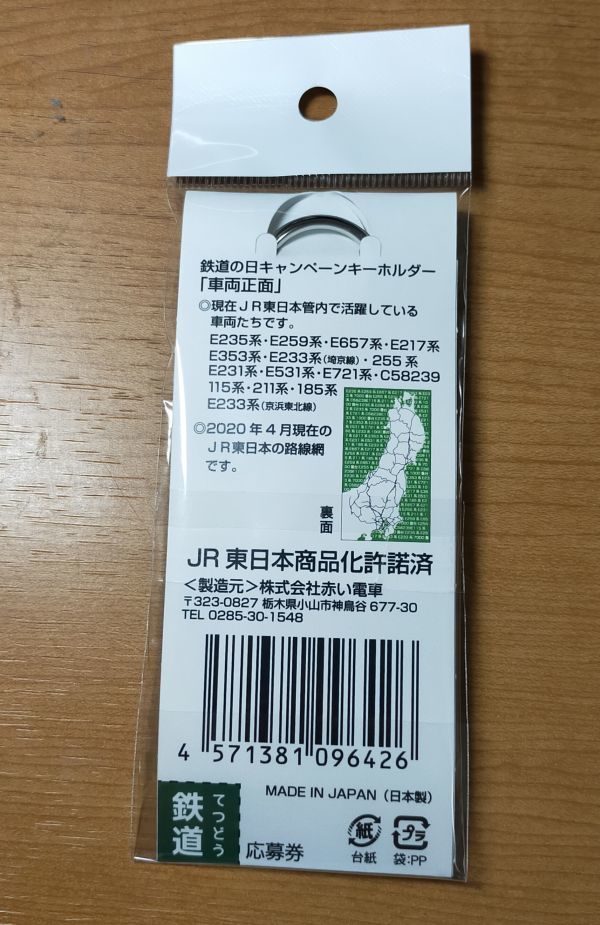 鉄道の日キャンペーンキーホルダー
「車両正面」
◎現在JR東日本管内で活躍している
車両たちです。
E235系・E259系・E657系・E217系
E353系・E233系(埼京線)・255系
E231系・E531系・E721系・C58239
115系・211系・185系
E233系(京浜東北線)
◎2020年4月現在の
JR東日本の路線網
です。
裏面
JR東日本商品化許諾済
<製造元>株式会社赤い電車
〒323-0827 栃木県小山市神鳥谷677-30
TEL 0285-30-1548
4 571381 096426
MADE IN JAPAN（日本製）
てつどう
鉄道
応募券
紙
台紙
プラ
袋:PP